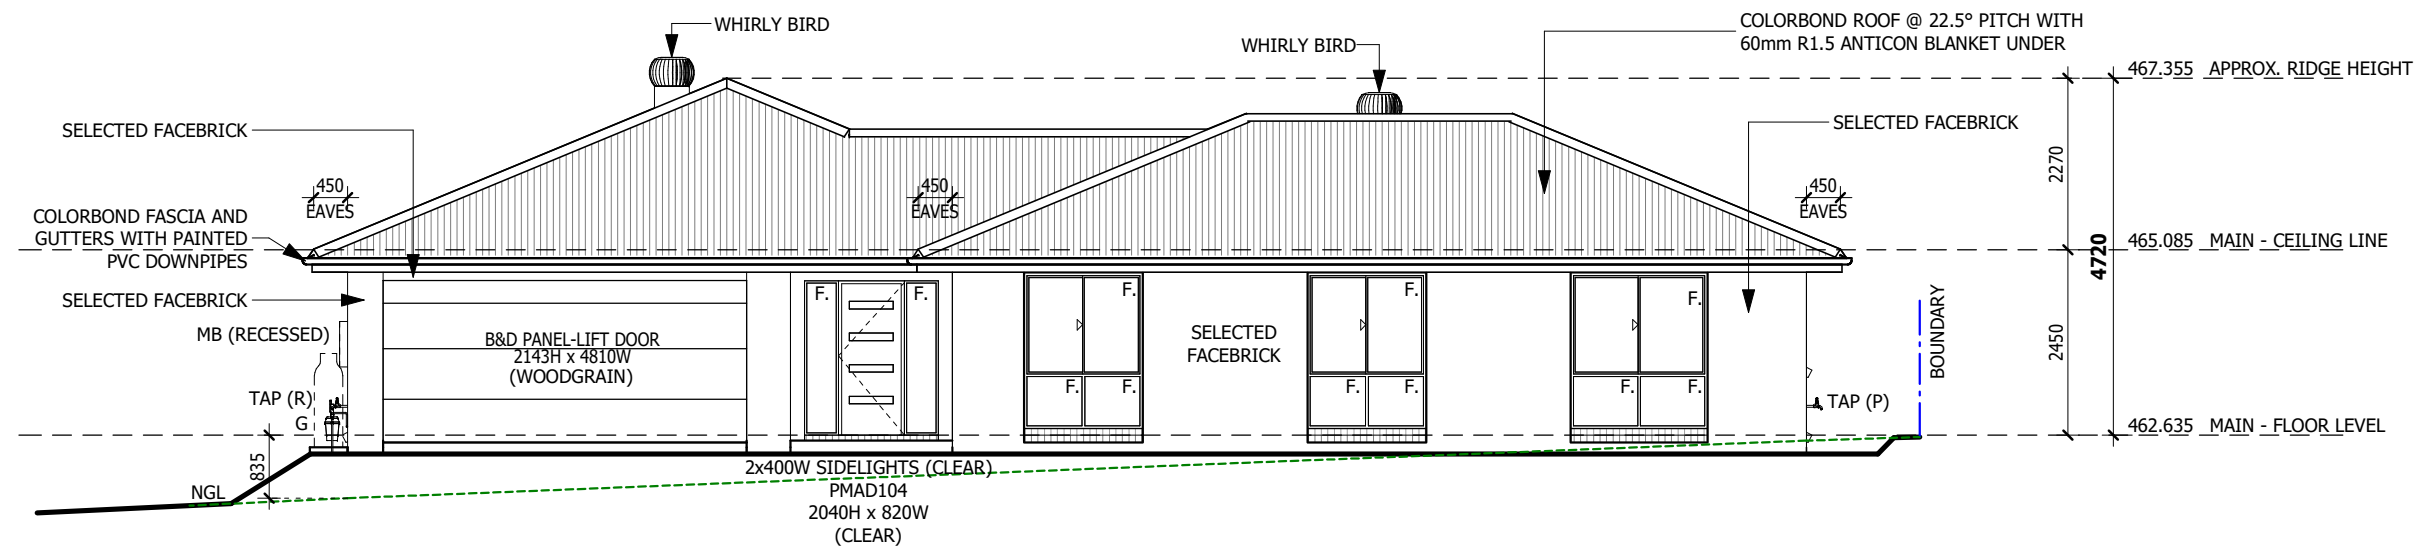 WHIRLY BIRD
WHIRLY BIRD
COLORBOND ROOF @ 22.5° PITCH WITH
60mm R1.5 ANTICON BLANKET UNDER
467.355 APPROX. RIDGE HEIGHT
SELECTED FACEBRICK
SELECTED FACEBRICK
2270
450
EAVES
450
EAVES
450
EAVES
COLORBOND FASCIA AND
GUTTERS WITH PAINTED
PVC DOWNPIPES
465.085 MAIN - CEILING LINE
4720
SELECTED FACEBRICK
MB (RECESSED)
B&D PANEL-LIFT DOOR
2143H x 4810W
(WOODGRAIN)
F.
F.
F.
F.
F.
SELECTED
FACEBRICK
BOUNDARY
2450
F.
F.
F.
F.
F.
F.
TAP (R)
TAP (P)
G
462.635 MAIN - FLOOR LEVEL
835
2x400W SIDELIGHTS (CLEAR)
NGL
PMAD104
2040H x 820W
(CLEAR)